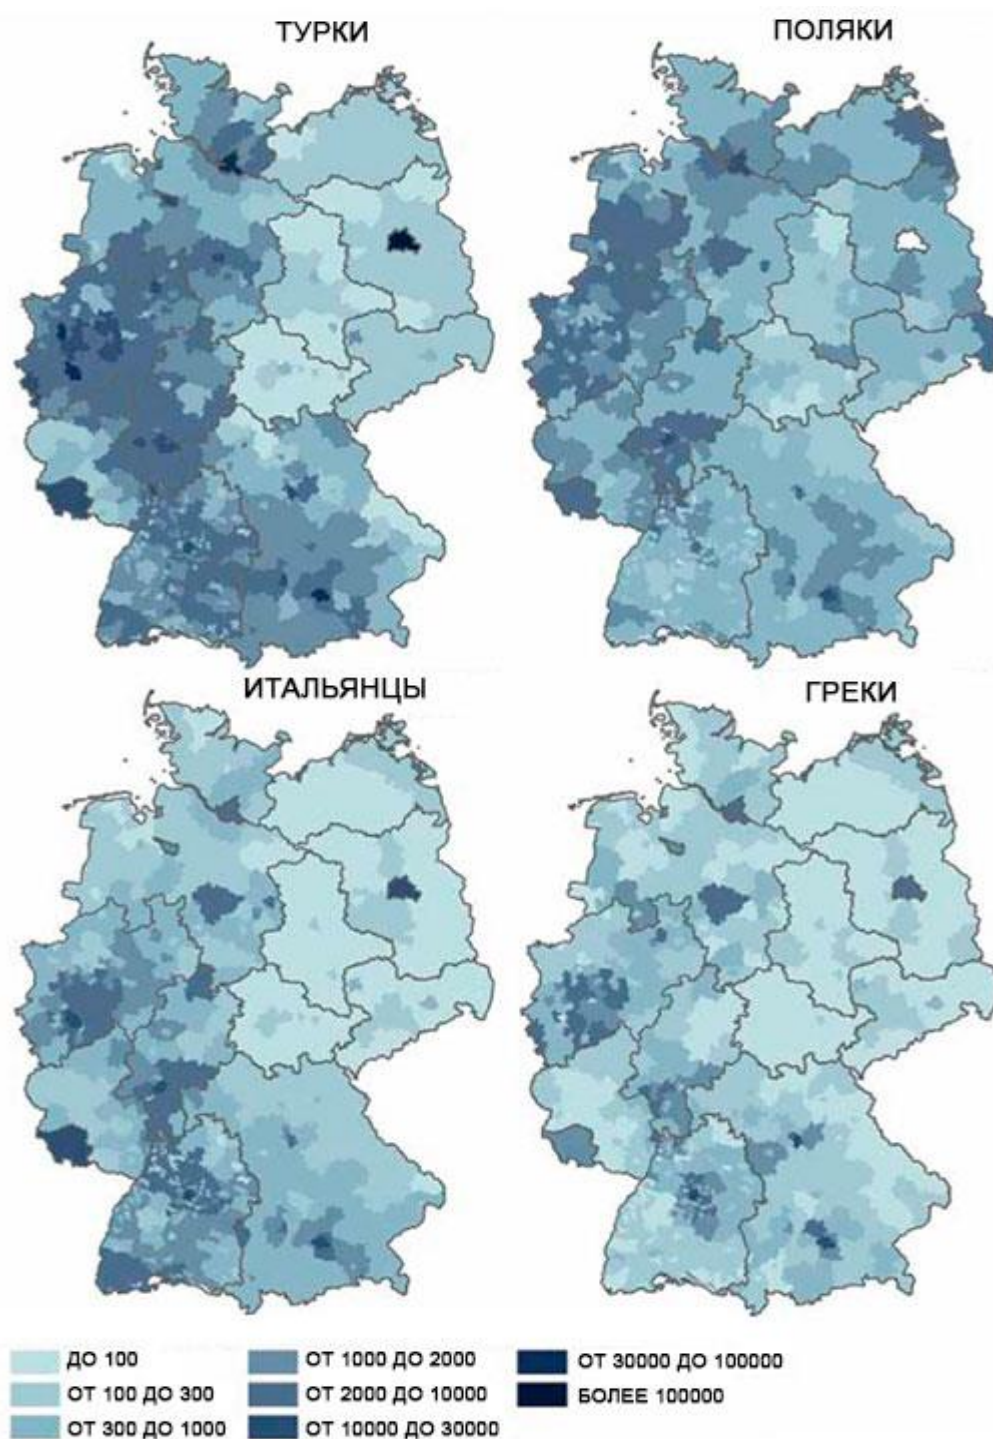 ТУРКИ
ПОЛЯКИ
ИТАЛЬЯНЦЫ
ГРЕКИ
ДО 100
ОТ 100 ДО 300
ОТ 300 ДО 1000
ОТ 1000 ДО 2000
ОТ 2000 ДО 10000
ОТ 10000 ДО 30000
ОТ 30000 ДО 100000
БОЛЕЕ 100000